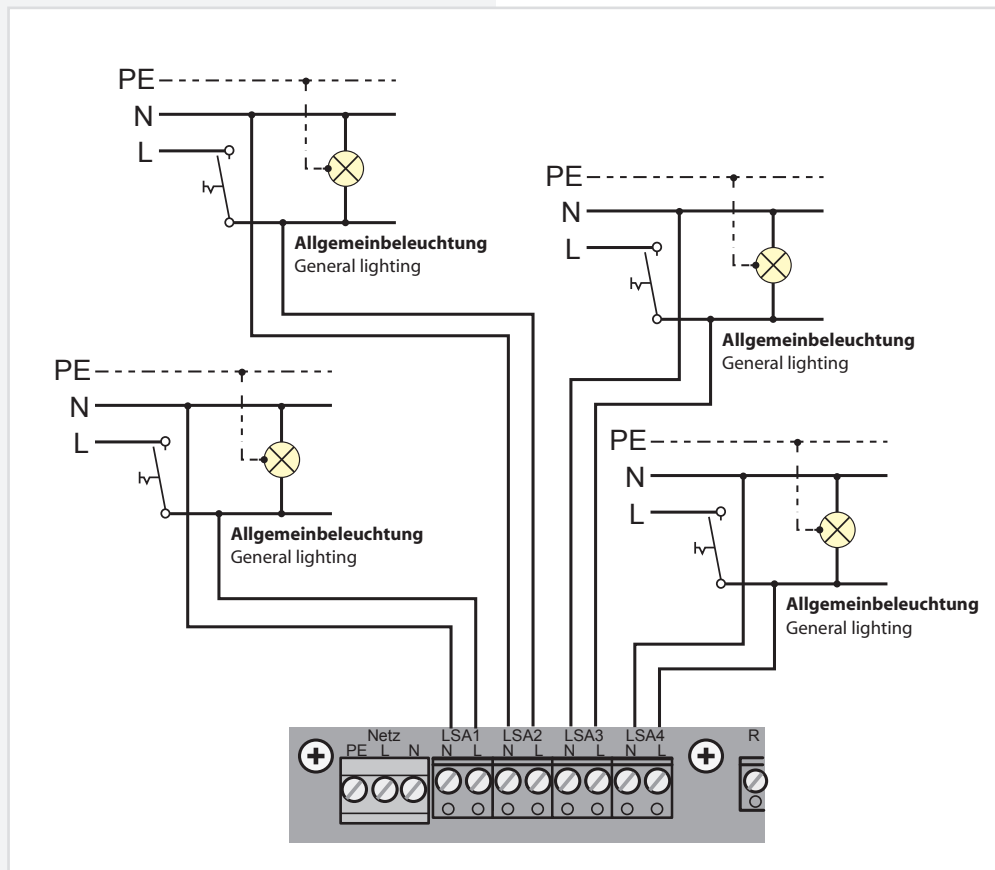 PE
N
L
Allgemeinbeleuchtung
General lighting
PE
N
L
Allgemeinbeleuchtung
General lighting
PE
N
L
Allgemeinbeleuchtung
General lighting
PE
N
L
Allgemeinbeleuchtung
General lighting
Netz LSA1 LSA2 LSA3 LSA4 R
PE L N N L N L N L N L